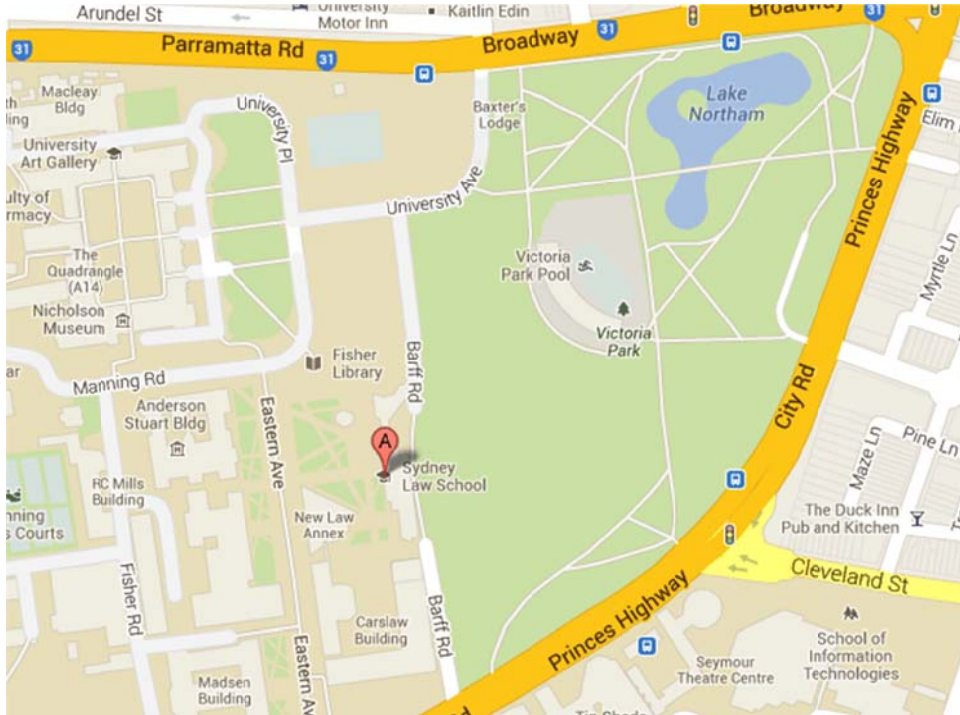 Arundel St
University
Motor Inn
Kaitlin Edin
Broadway
31
31
Parramatta Rd
31
Broadway
31
Macleay
Bldg
University Pl
Baxter's
Lodge
Lake
Northam
Princes Highway
University
Art Gallery
University Ave
The
Quadrangle
(A14)
Nicholson
Museum
Victoria
Park Pool
Victoria
Park
Myrtle Ln
Fisher
Library
Barff Rd
Manning Rd
City Rd
Anderson
Stuart Bldg
Eastern Ave
A
Sydney
Law School
Maze Ln
Pine Ln
RC Mills
Building
New Law
Annex
The Duck Inn
Pub and Kitchen
s Courts
Cleveland St
Fisher Rd
Barff Rd
Princes Highway
Carslaw
Building
Eastern Ave
School of
Information
Technologies
Seymour
Theatre Centre
Madsen
Building